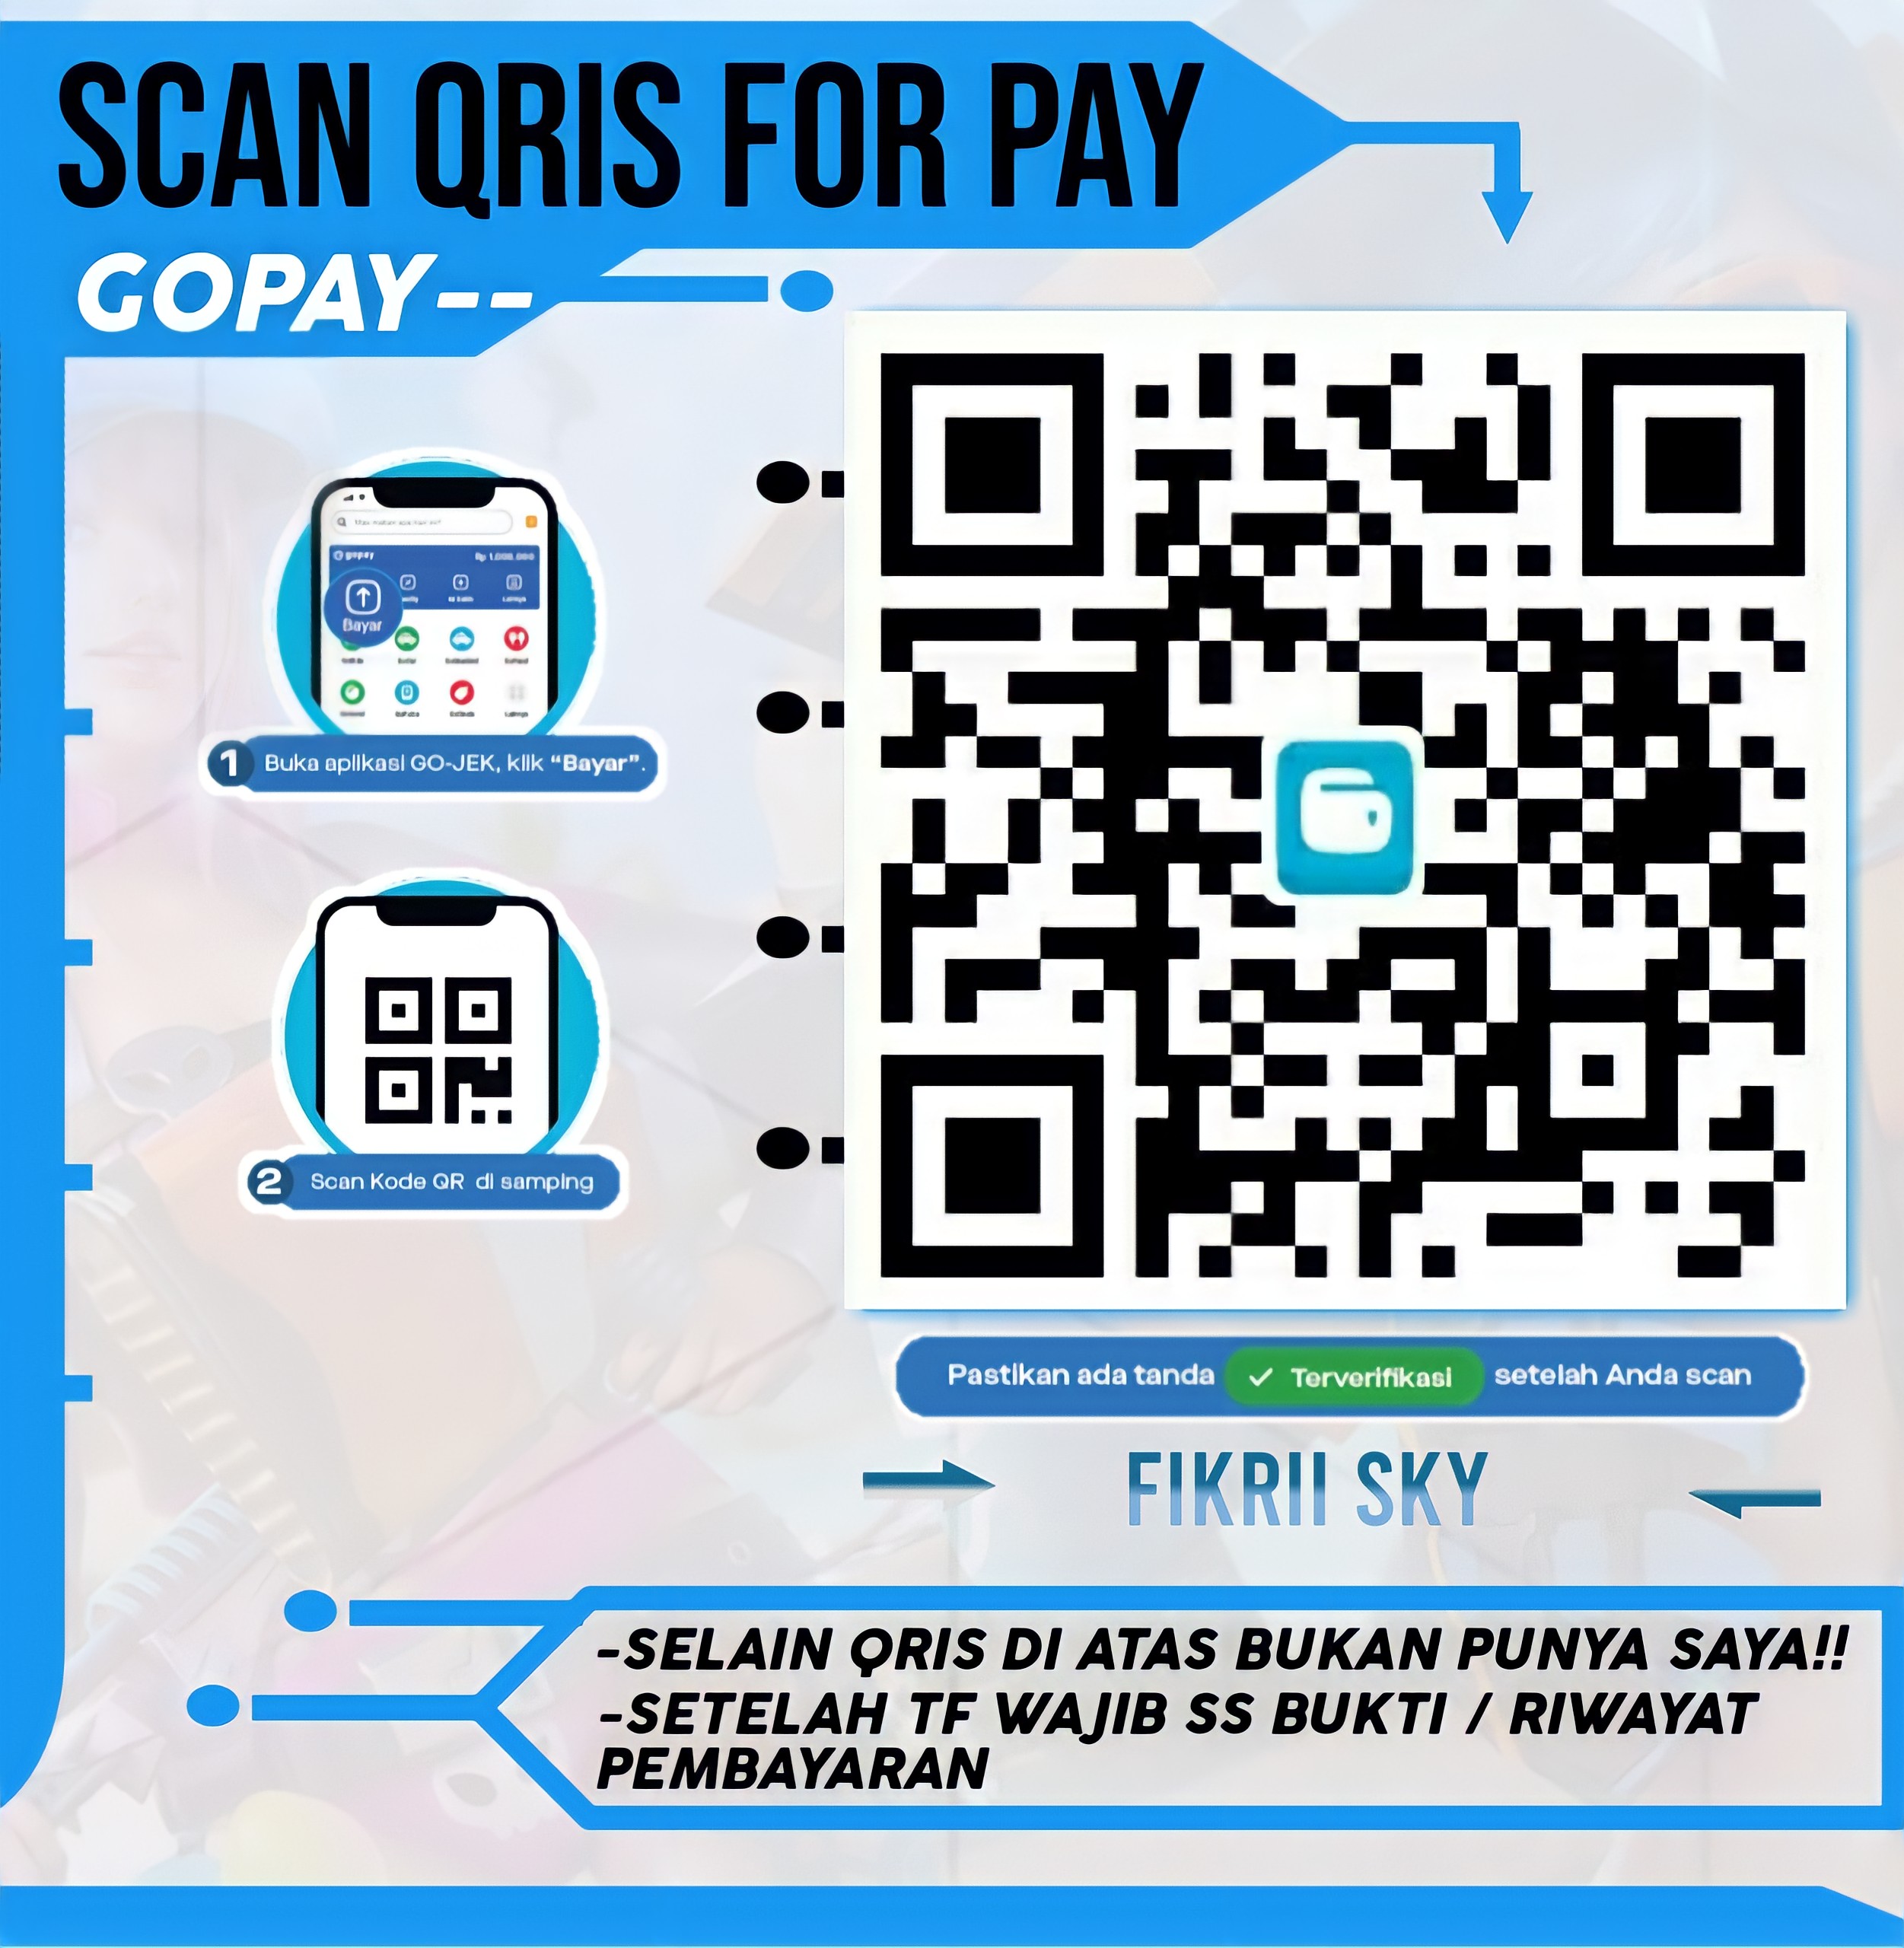 SCAN QRIS FOR PAY
GOPAY--
gopay
Bayar
1 Buka aplikasi GO-JEK, klik “Bayar”.
2 Scan Kode QR di samping
Pastikan ada tanda ✓ Terverifikasi setelah Anda scan
FIKRII SKY
-SELAIN QRIS DI ATAS BUKAN PUNYA SAYA!!
-SETELAH TF WAJIB SS BUKTI / RIWAYAT
PEMBAYARAN